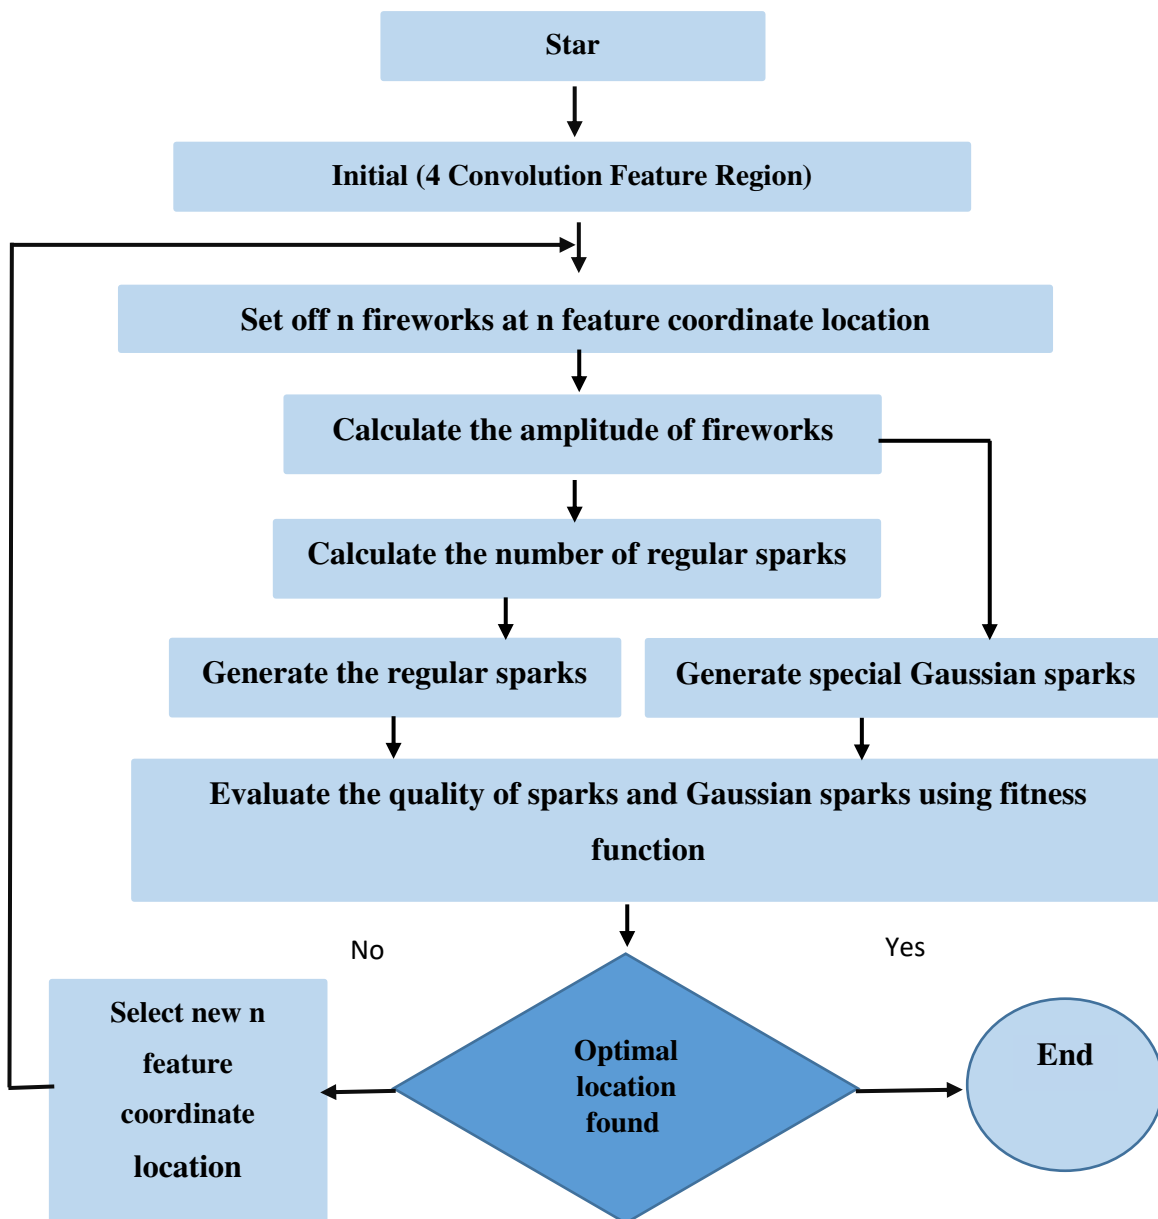 Star
Initial (4 Convolution Feature Region)
Set off n fireworks at n feature coordinate location
Calculate the amplitude of fireworks
Calculate the number of regular sparks
Generate the regular sparks
Generate special Gaussian sparks
Evaluate the quality of sparks and Gaussian sparks using fitness
function
No
Yes
Select new n
feature
coordinate
location
Optimal
location
found
End